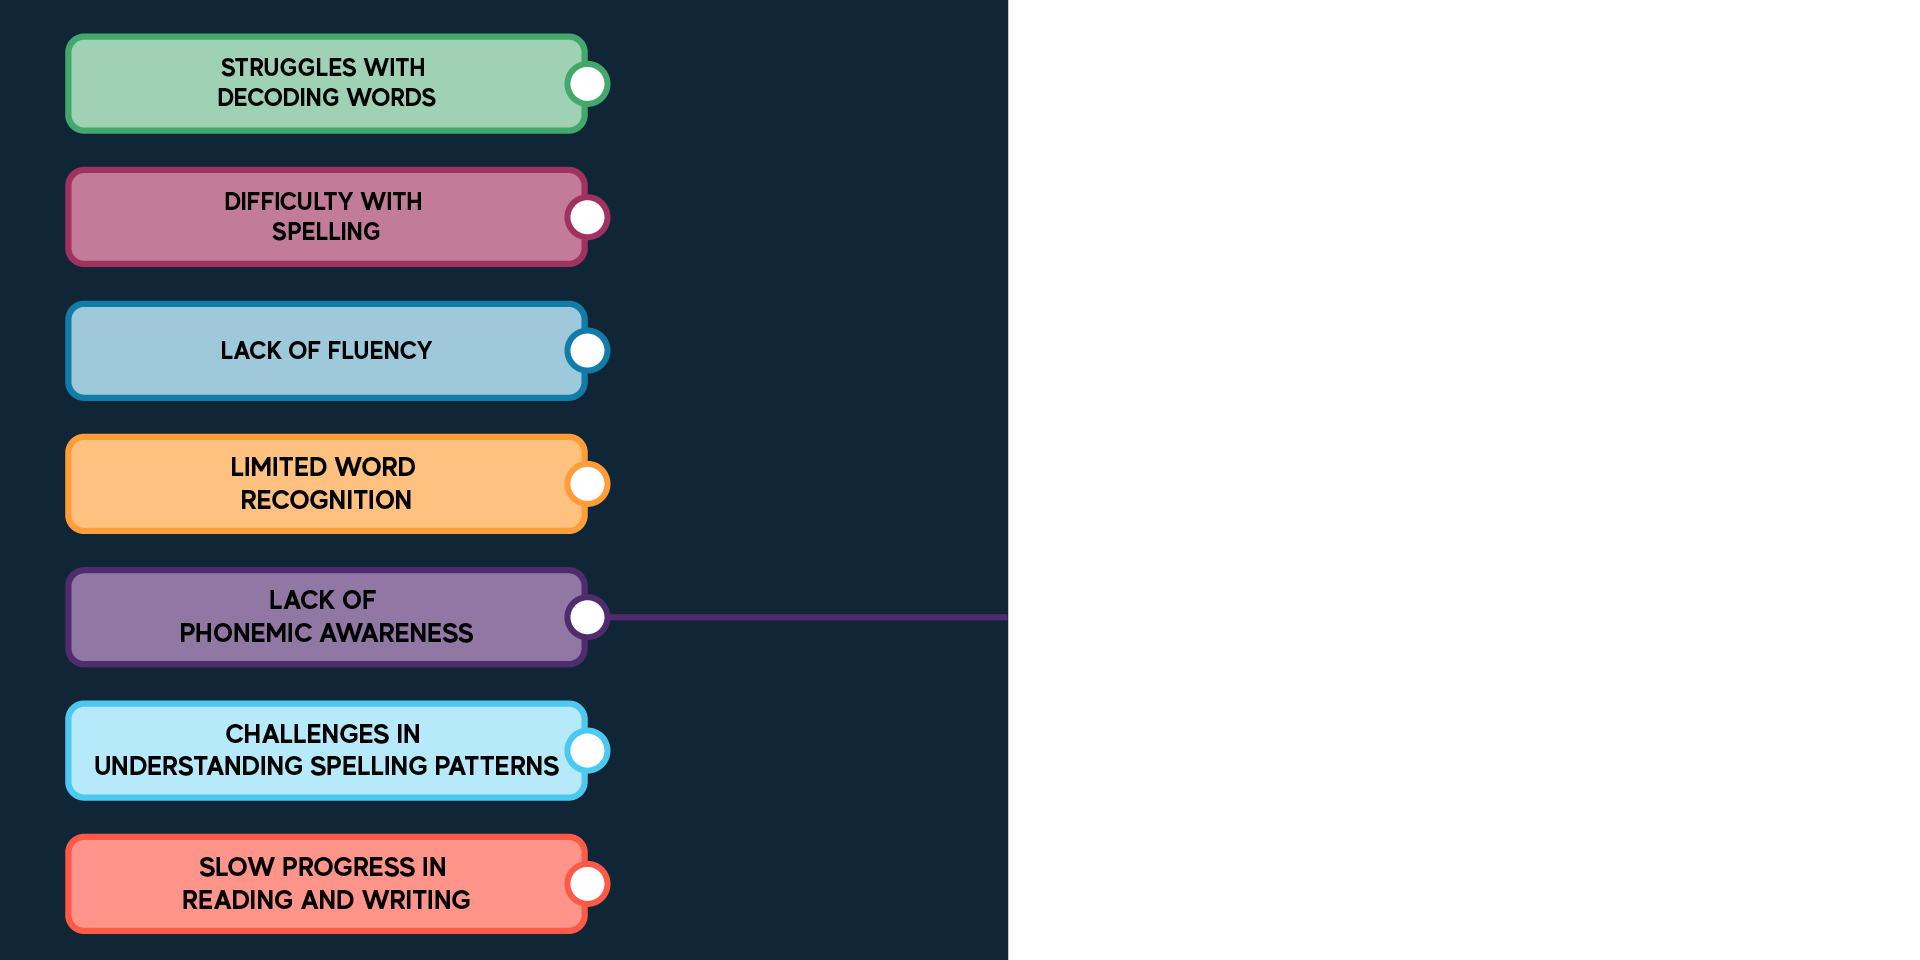 STRUGGLES WITH
DECODING WORDS
DIFFICULTY WITH
SPELLING
LACK OF FLUENCY
LIMITED WORD
RECOGNITION
LACK OF
PHONEMIC AWARENESS
CHALLENGES IN
UNDERSTANDING SPELLING PATTERNS
SLOW PROGRESS IN
READING AND WRITING